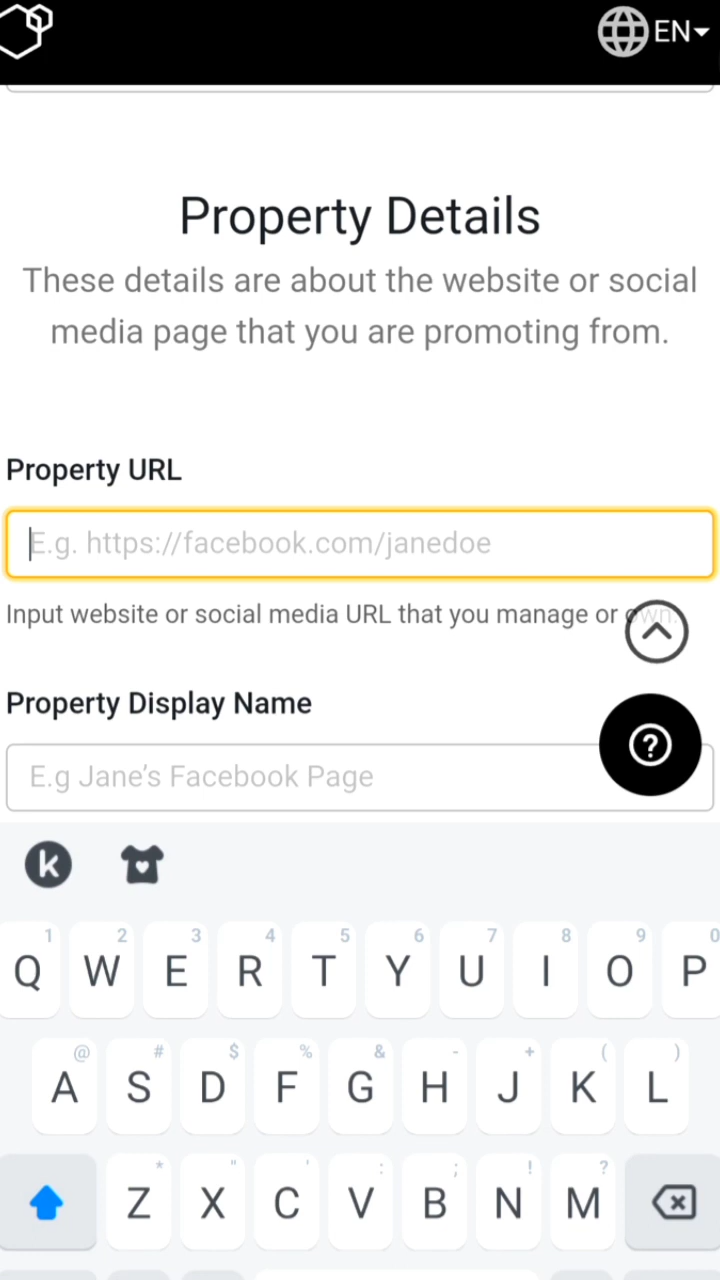 EN
Property Details
These details are about the website or social
media page that you are promoting from.
Property URL
E.g. https://facebook.com/janedoe
Input website or social media URL that you manage or own.
Property Display Name
?
E.g Jane’s Facebook Page
k
1 2 3 4 5 6 7 8 9 0
Q W E R T Y U I O P
@ # $ % & - + ( )
A S D F G H J K L
* " ' : ; ! ?
Z X C V B N M